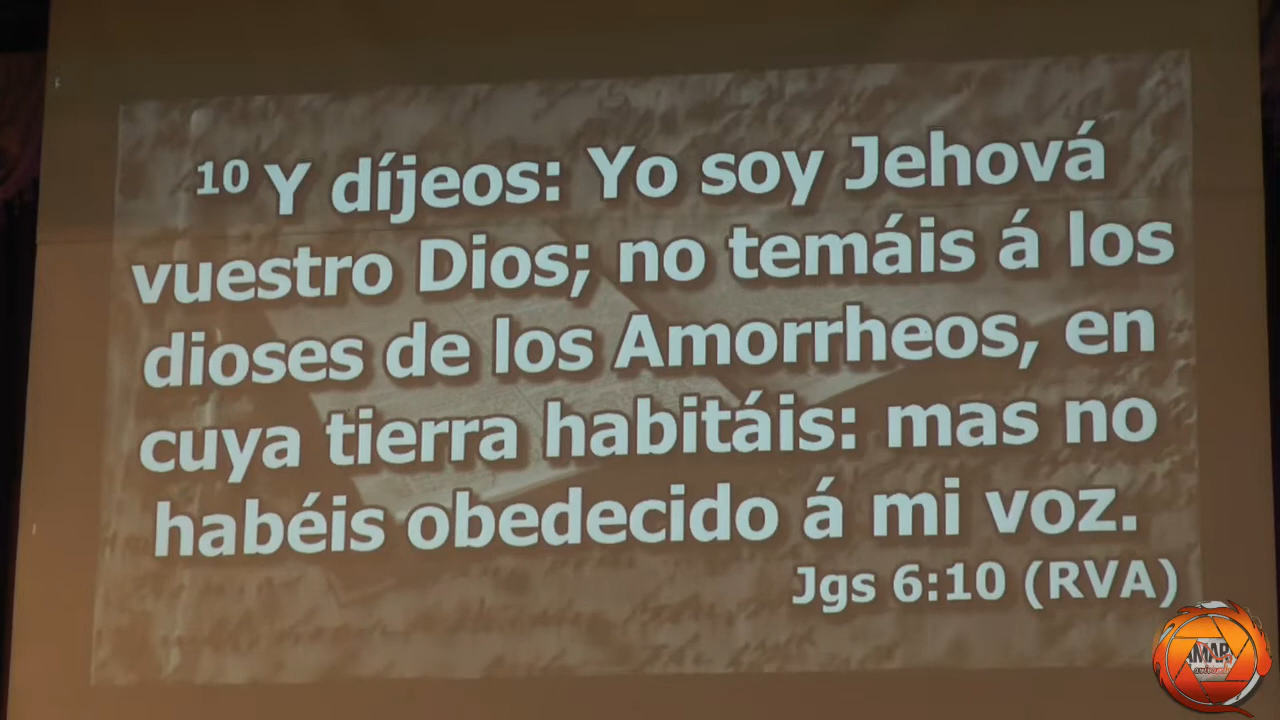 10 Y díjeos: Yo soy Jehová
vuestro Dios; no temáis á los
dioses de los Amorrheos, en
cuya tierra habitáis: mas no
habéis obedecido á mi voz.
Jgs 6:10 (RVA)